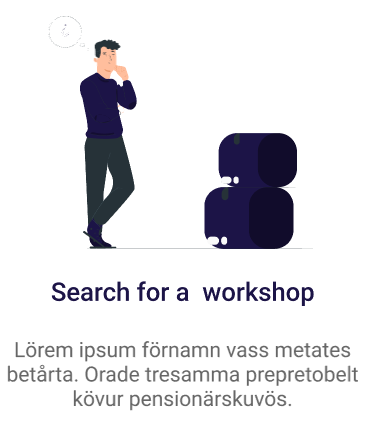 Search for a  workshop
Lörem ipsum förnamn vass metates
betårta. Orade tresamma prepretobelt
kövur pensionärskuvös.